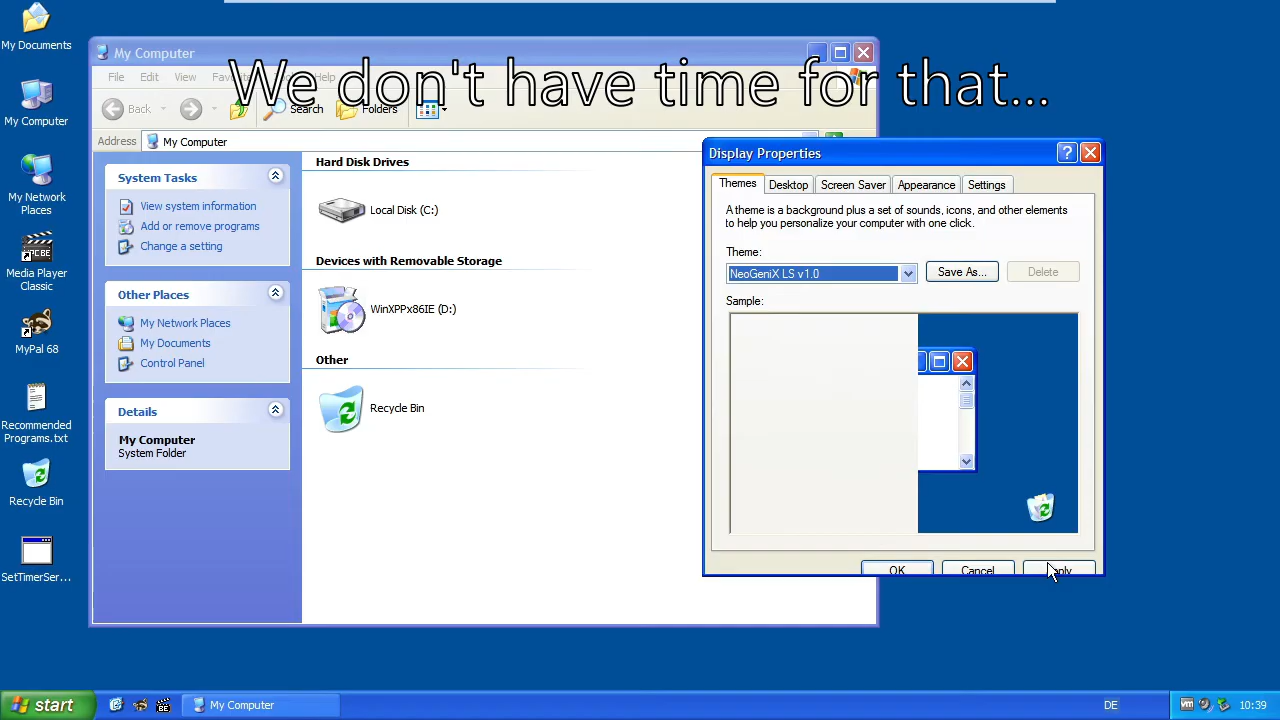 My Documents
My Computer
My Network
Places
Media Player
Classic
MyPal 68
Recommended
Programs.txt
Recycle Bin
SetTimerSer...
My Computer
We don't have time for that...
File Edit View Help
Back Search Folders
Address My Computer
System Tasks
View system information
Add or remove programs
Change a setting
Other Places
My Network Places
My Documents
Control Panel
Details
My Computer
System Folder
Hard Disk Drives
Local Disk (C:)
Devices with Removable Storage
WinXPPx86IE (D:)
Other
Recycle Bin
Display Properties
Themes Desktop Screen Saver Appearance Settings
A theme is a background plus a set of sounds, icons, and other elements
to help you personalize your computer with one click.
Theme:
NeoGeniX LS v1.0 Save As... Delete
Sample:
OK Cancel
start My Computer DE 10:39